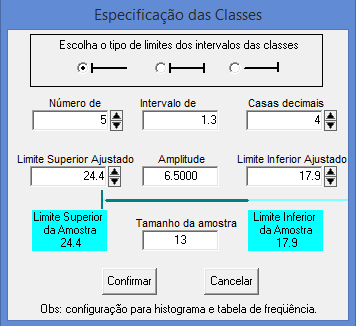 Especificação das Classes
Escolha o tipo de limites dos intervalos das classes
Número de
Intervalo de
Casas decimais
5
1.3
4
Limite Superior Ajustado
Amplitude
Limite Inferior Ajustado
24.4
6.5000
17.9
Limite Superior
da Amostra
24.4
Tamanho da amostra
13
Limite Inferior
da Amostra
17.9
Confirmar
Cancelar
Obs: configuração para histograma e tabela de freqüência.